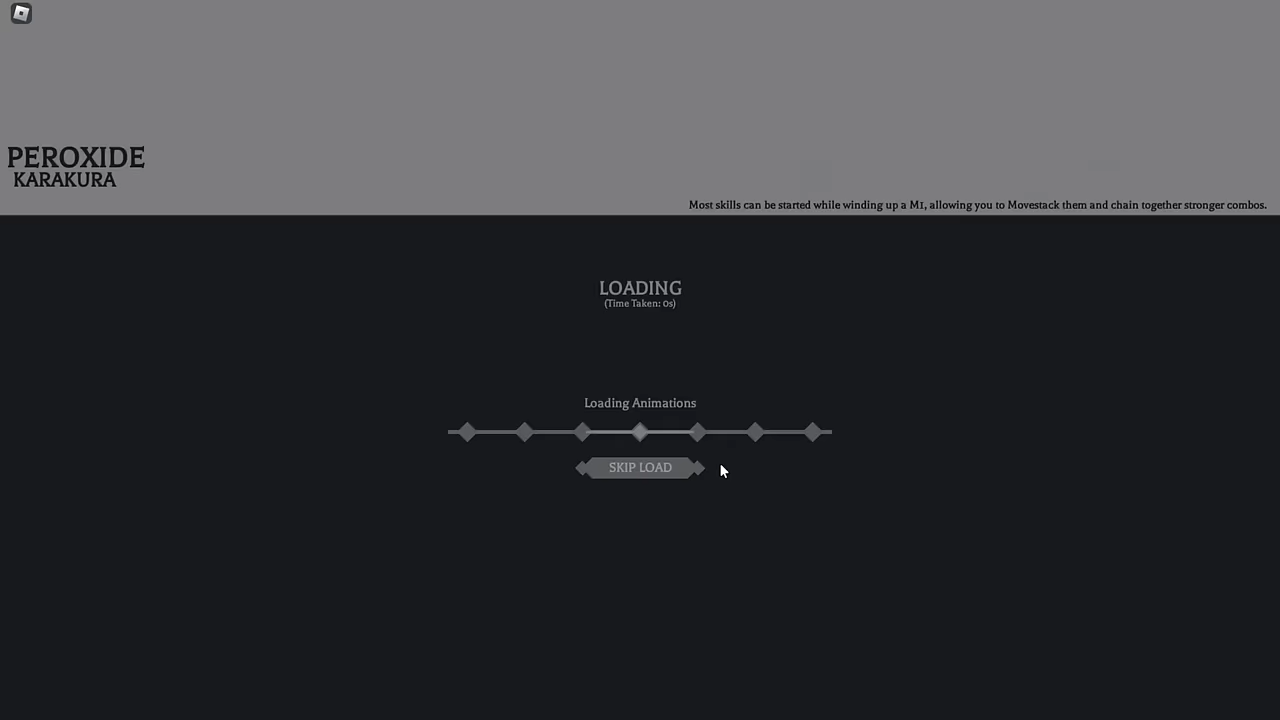 PEROXIDE
KARAKURA
Most skills can be started while winding up a M1, allowing you to Movestack them and chain together stronger combos.
LOADING
(Time Taken: 0s)
Loading Animations
SKIP LOAD